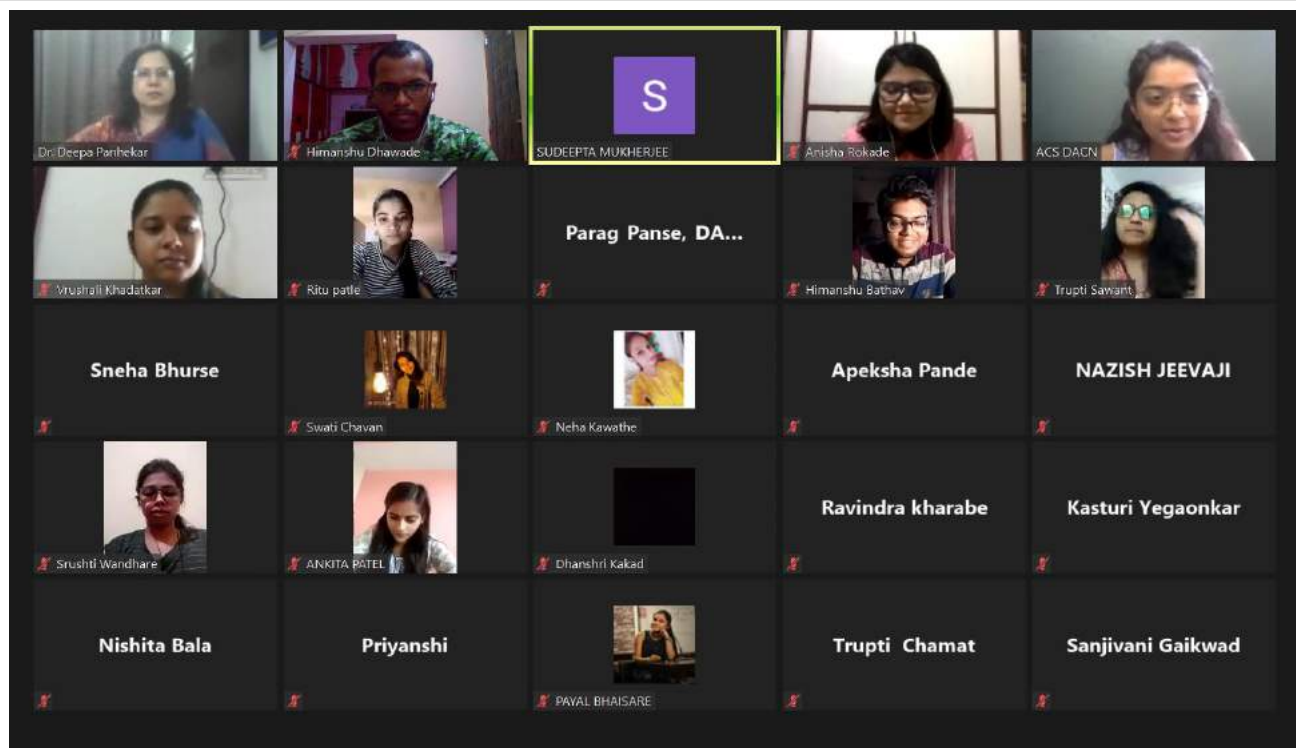 Dr. Deepa Panhekar
Himanshu Dhawade
S
SUDEEPTA MUKHERJEE
Anisha Rokade
ACS DACN
Vrushali Khadatkar
Ritu patle
Parag Panse, DA...
Himanshu Bathav
Trupti Sawant
Sneha Bhurse
Swati Chavan
Neha Kawathe
Apeksha Pande
NAZISH JEEVAJI
Srushti Wandhare
ANKITA PATEL
Dhanshri Kakad
Ravindra kharabe
Kasturi Yegaonkar
Nishita Bala
Priyanshi
PAYAL BHAISARE
Trupti Chamat
Sanjivani Gaikwad